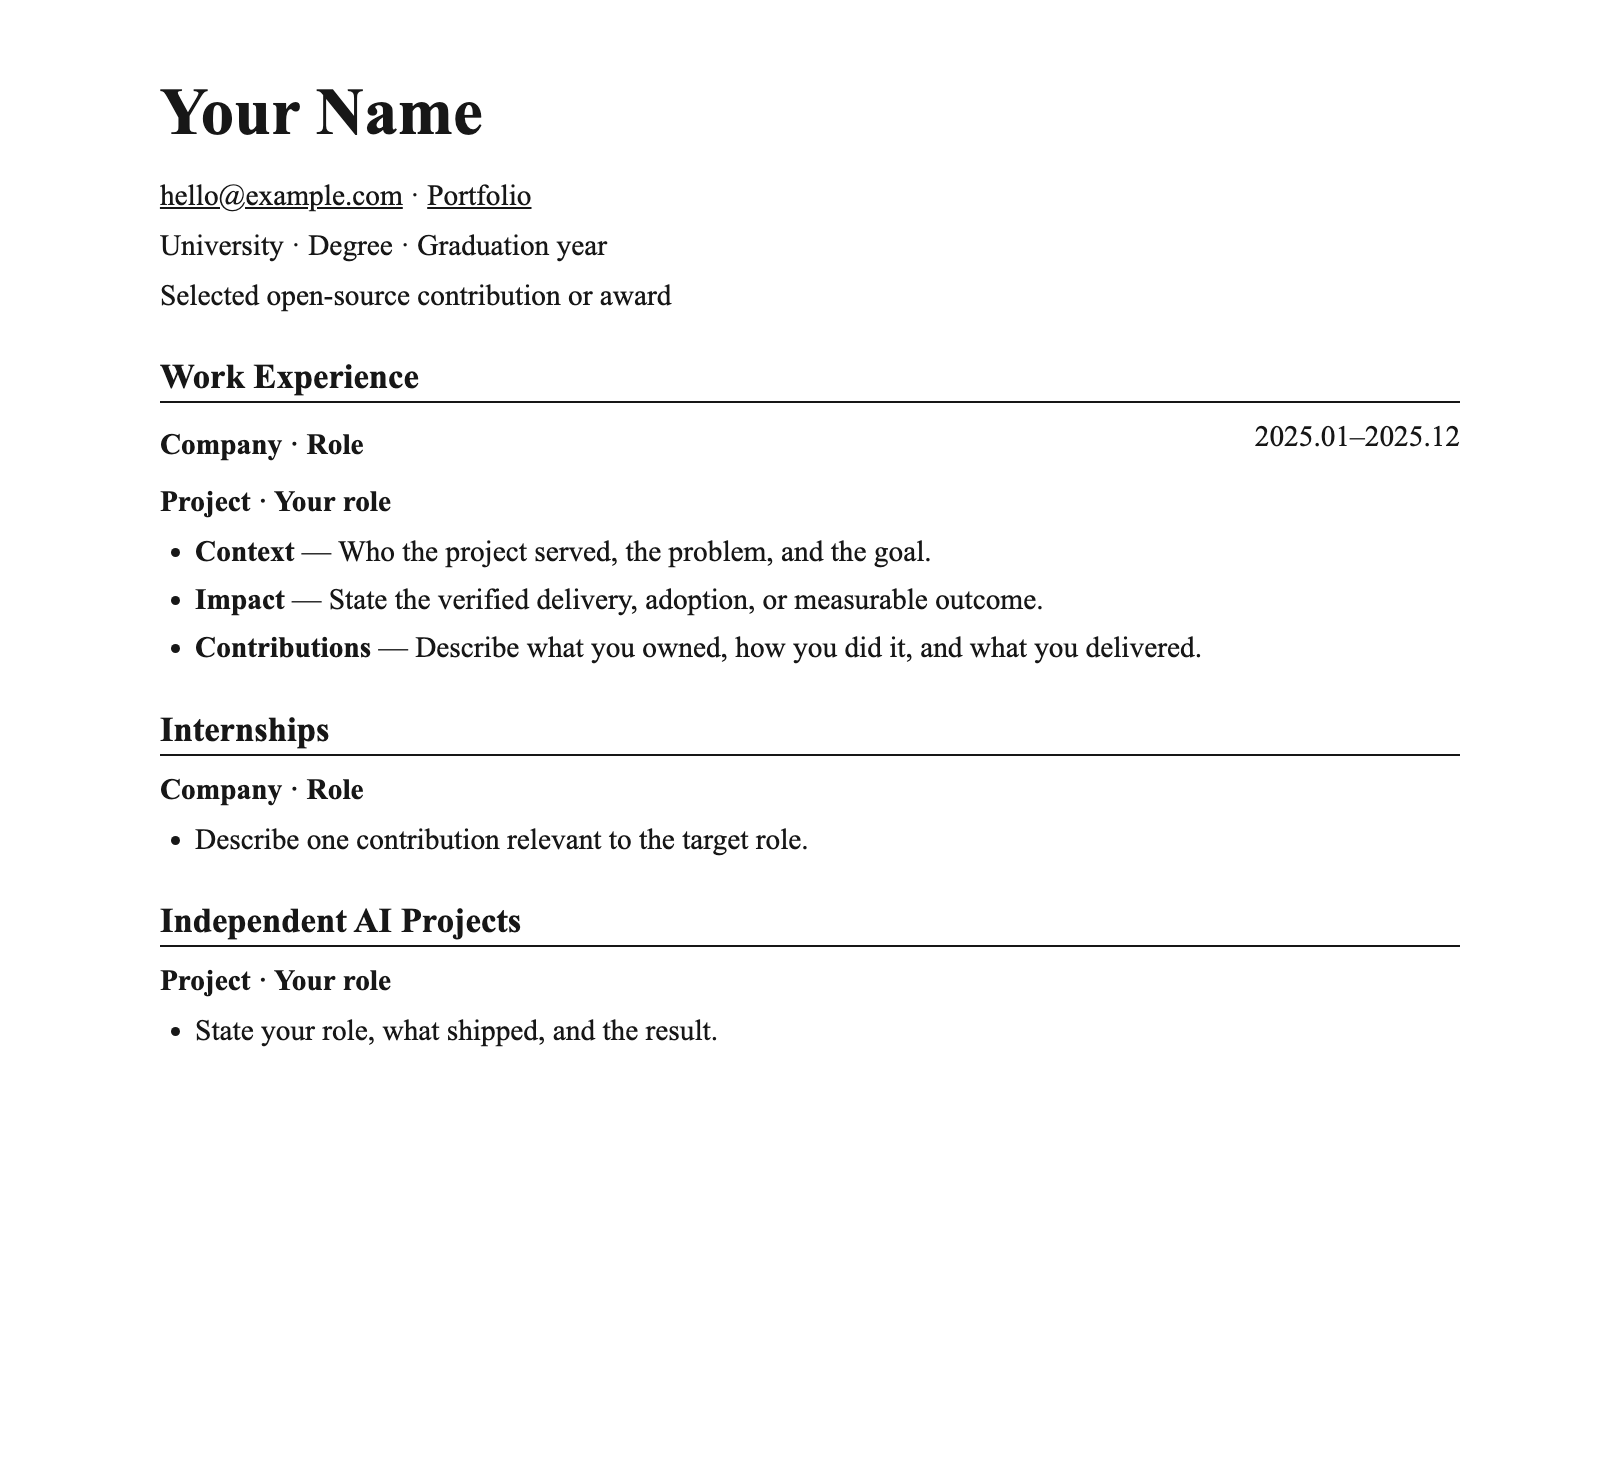 Your Name
hello@example.com · Portfolio
University · Degree · Graduation year
Selected open-source contribution or award
Work Experience
Company · Role 2025.01–2025.12
Project · Your role
• Context — Who the project served, the problem, and the goal.
• Impact — State the verified delivery, adoption, or measurable outcome.
• Contributions — Describe what you owned, how you did it, and what you delivered.
Internships
Company · Role
• Describe one contribution relevant to the target role.
Independent AI Projects
Project · Your role
• State your role, what shipped, and the result.